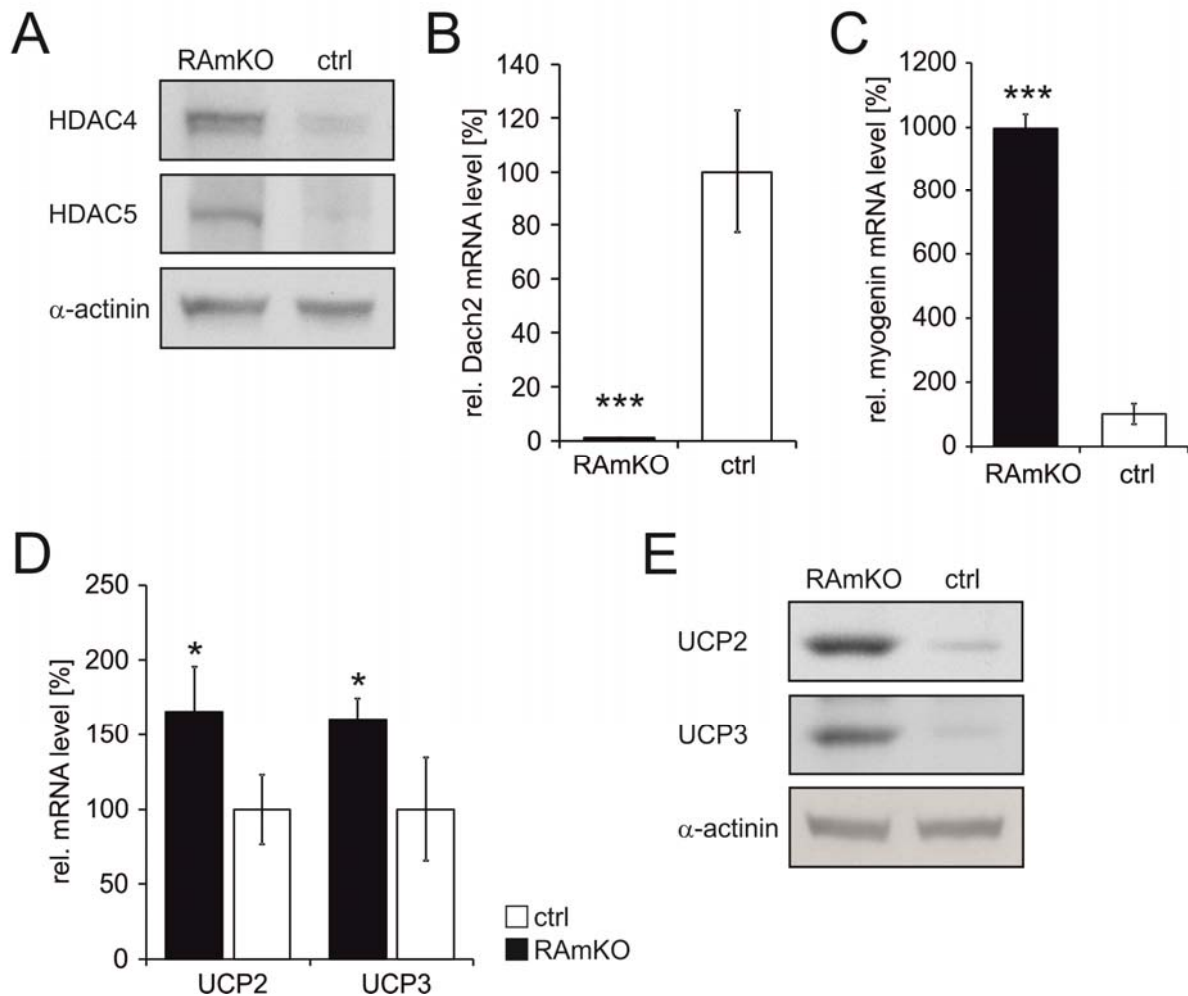 A
RAmKO ctrl
HDAC4
HDAC5
α-actinin
B
rel. Dach2 mRNA level [%]
140
120
100
80
60
40
20
0
***
RAmKO ctrl
C
rel. myogenin mRNA level [%]
1200
1000
800
600
400
200
0
***
RAmKO ctrl
D
rel. mRNA level [%]
250
200
150
100
50
0
* *
UCP2 UCP3
ctrl
RAmKO
E
RAmKO ctrl
UCP2
UCP3
α-actinin